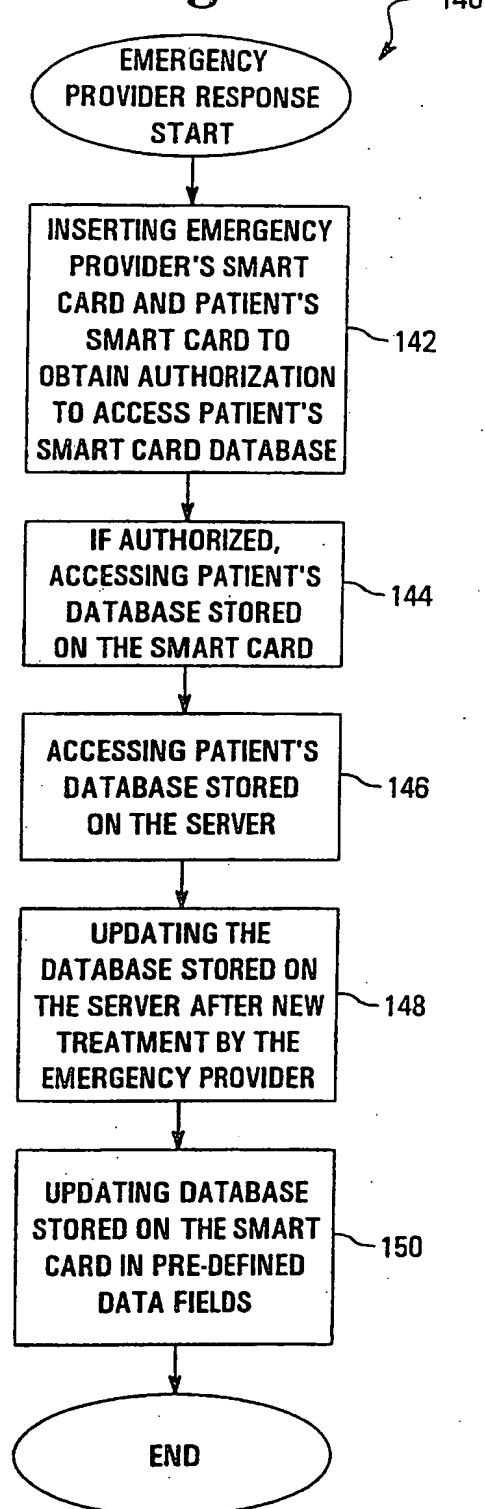 EMERGENCY
PROVIDER RESPONSE
START
INSERTING EMERGENCY
PROVIDER'S SMART
CARD AND PATIENT'S
SMART CARD TO
OBTAIN AUTHORIZATION
TO ACCESS PATIENT'S
SMART CARD DATABASE
142
IF AUTHORIZED,
ACCESSING PATIENT'S
DATABASE STORED
ON THE SMART CARD
144
ACCESSING PATIENT'S
DATABASE STORED
ON THE SERVER
146
UPDATING THE
DATABASE STORED ON
THE SERVER AFTER NEW
TREATMENT BY THE
EMERGENCY PROVIDER
148
UPDATING DATABASE
STORED ON THE SMART
CARD IN PRE-DEFINED
DATA FIELDS
150
END